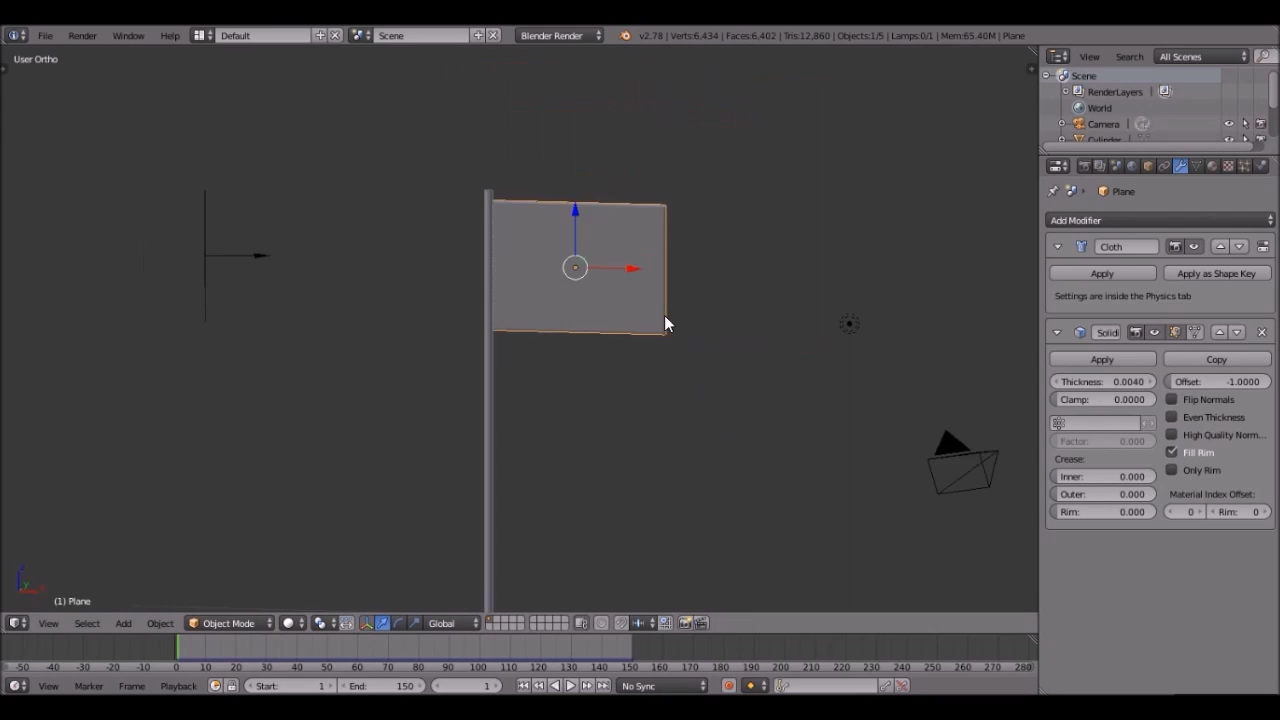 File Render Window Help Default Scene Blender Render v2.78 | Verts:6,434 | Faces:6,402 | Tris:12,860 | Objects:1/5 | Lamps:0/1 | Mem:65.40M | Plane
User Ortho
View Search All Scenes
Scene
RenderLayers
World
Camera
Cylinder
Plane
Add Modifier
Cloth
Apply Apply as Shape Key
Settings are inside the Physics tab
Solidi
Apply Copy
Thickness: 0.0040 Offset: -1.0000
Clamp: 0.0000 Flip Normals
Even Thickness
Factor: 0.000 High Quality Norm...
Crease: Fill Rim
Inner: 0.000 Only Rim
Outer: 0.000 Material Index Offset:
Rim: 0.000 0 Rim: 0
z
y
x
(1) Plane
View Select Add Object Object Mode Global
-50 -40 -30 -20 -10 0 10 20 30 40 50 60 70 80 90 100 110 120 130 140 150 160 170 180 190 200 210 220 230 240 250 260 270 280
View Marker Frame Playback Start: 1 End: 150 1 No Sync